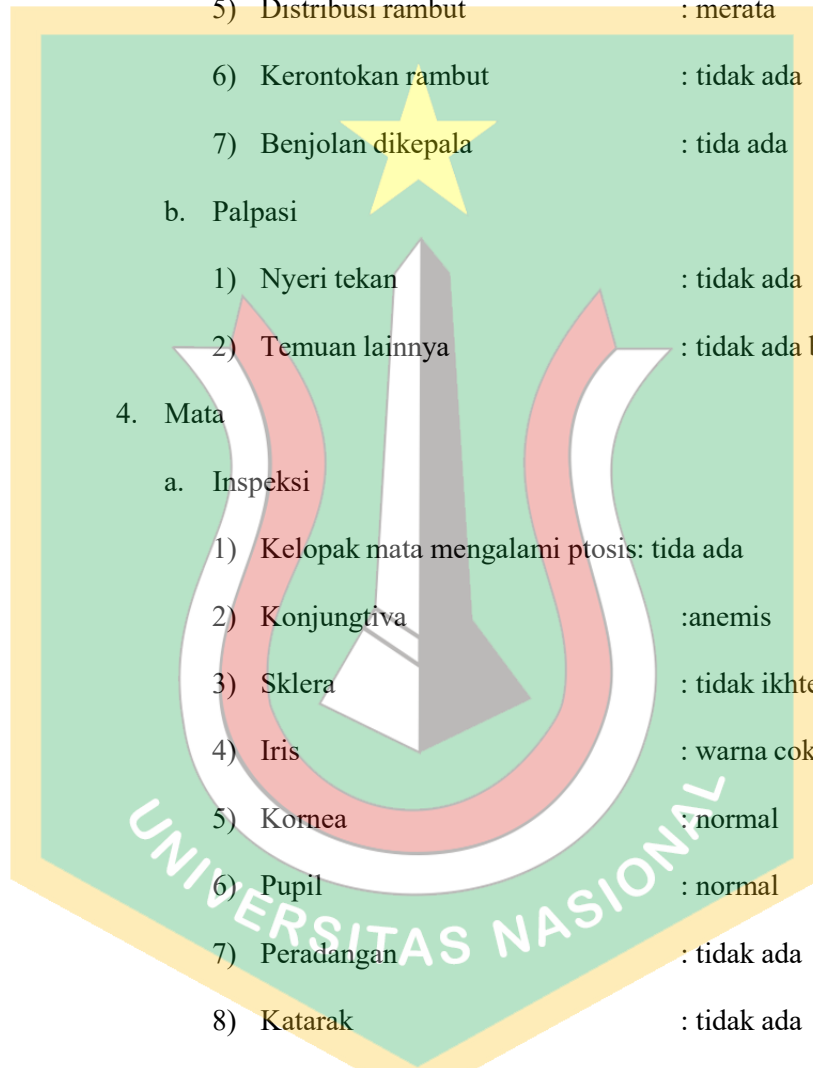 5) Distribusi rambut : merata
6) Kerontokan rambut : tidak ada
7) Benjolan dikepala : tida ada
b. Palpasi
1) Nyeri tekan : tidak ada
2) Temuan lainnya : tidak ada
4. Mata
a. Inspeksi
1) Kelopak mata mengalami ptosis: tida ada
2) Konjungtiva :anemis
3) Sklera : tidak
4) Iris : warna
5) Kornea : normal
6) Pupil : normal
7) Peradangan : tidak ada
8) Katarak : tidak ada
UNIVERSITAS NASIONAL